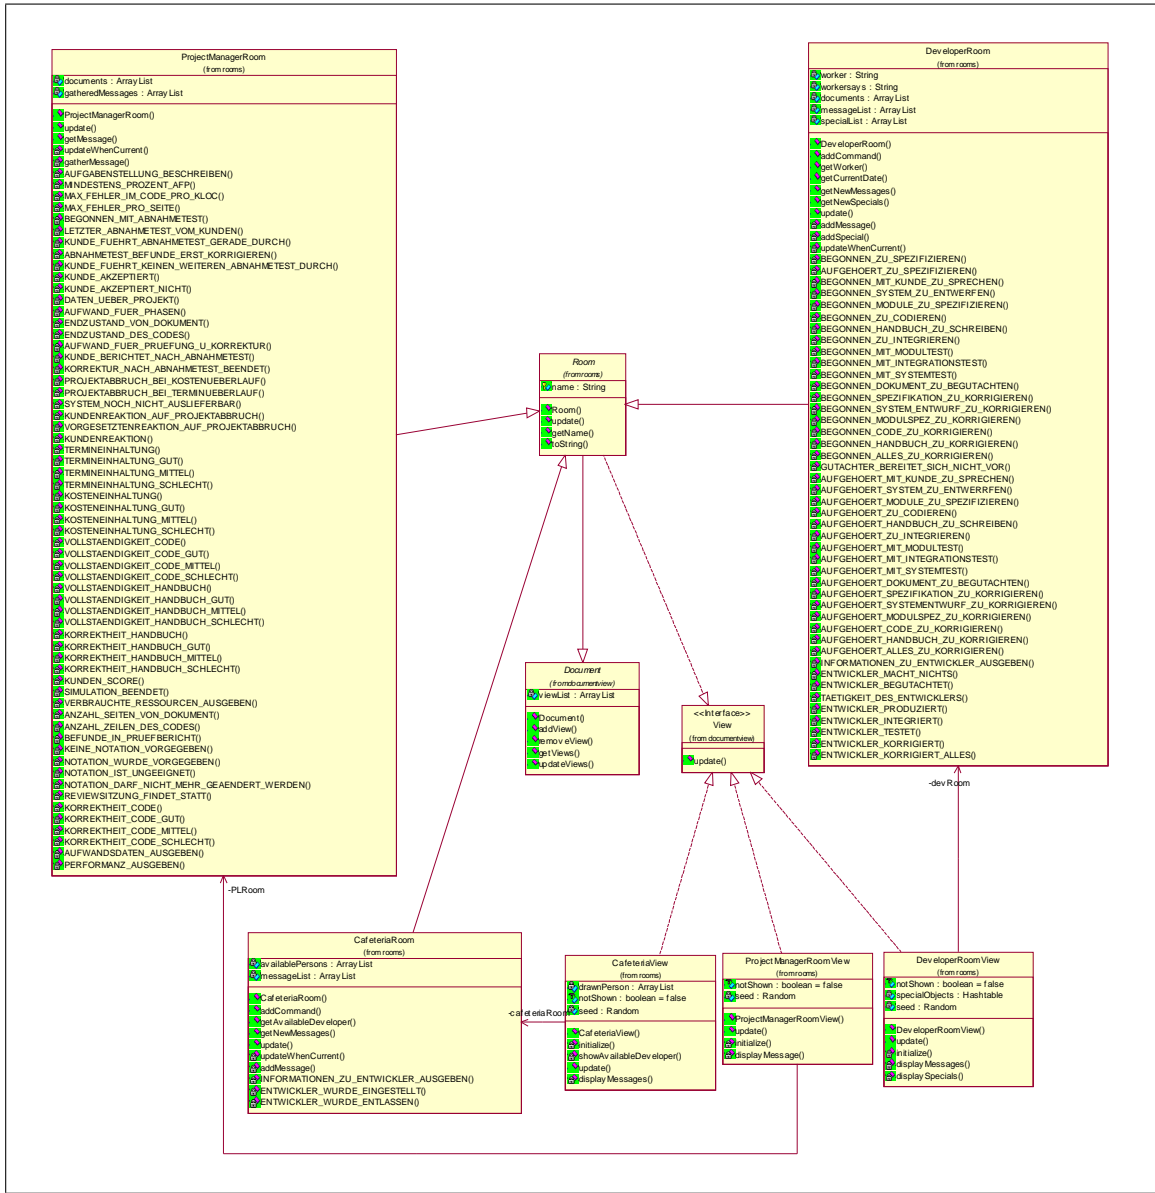 ProjectManagerRoom
(from rooms)
documents : ArrayList
gatheredMessages : ArrayList
ProjectManagerRoom()
update()
getMessage()
updateWhenCurrent()
gatherMessage()
AUFGABENSTELLUNG_BESCHREIBEN()
MINDESTENS_PROZENT_AFP()
MAX_FEHLER_IM_CODE_PRO_KLOC()
MAX_FEHLER_PRO_SEITE()
BEGONNEN_MIT_ABNAHMETEST()
LETZTER_ABNAHMETEST_VOM_KUNDEN()
KUNDE_FUEHRT_ABNAHMETEST_GERADE_DURCH()
ABNAHMETEST_BEFUNDE_ERST_KORRIGIEREN()
KUNDE_FUEHRT_KEINEN_WEITEREN_ABNAHMETEST_DURCH()
KUNDE_AKZEPTIERT()
KUNDE_AKZEPTIERT_NICHT()
DATEN_UEBER_PROJEKT()
AUFWAND_FUER_PHASEN()
ENDZUSTAND_VON_DOKUMENT()
ENDZUSTAND_DES_CODES()
AUFWAND_FUER_PRUEFUNG_U_KORREKTUR()
KUNDE_BERICHTET_NACH_ABNAHMETEST()
KORREKTUR_NACH_ABNAHMETEST_BEENDET()
PROJEKTABBRUCH_BEI_KOSTENUEBERLAUF()
PROJEKTABBRUCH_BEI_TERMINUEBERLAUF()
SYSTEM_NOCH_NICHT_AUSLIEFERBAR()
KUNDENREAKTION_AUF_PROJEKTABBRUCH()
VORGESETZTENREAKTION_AUF_PROJEKTABBRUCH()
KUNDENREAKTION()
TERMINEINHALTUNG()
TERMINEINHALTUNG_GUT()
TERMINEINHALTUNG_MITTEL()
TERMINEINHALTUNG_SCHLECHT()
KOSTENEINHALTUNG()
KOSTENEINHALTUNG_GUT()
KOSTENEINHALTUNG_MITTEL()
KOSTENEINHALTUNG_SCHLECHT()
VOLLSTAENDIGKEIT_CODE()
VOLLSTAENDIGKEIT_CODE_GUT()
VOLLSTAENDIGKEIT_CODE_MITTEL()
VOLLSTAENDIGKEIT_CODE_SCHLECHT()
VOLLSTAENDIGKEIT_HANDBUCH()
VOLLSTAENDIGKEIT_HANDBUCH_GUT()
VOLLSTAENDIGKEIT_HANDBUCH_MITTEL()
VOLLSTAENDIGKEIT_HANDBUCH_SCHLECHT()
KORREKTHEIT_HANDBUCH()
KORREKTHEIT_HANDBUCH_GUT()
KORREKTHEIT_HANDBUCH_MITTEL()
KORREKTHEIT_HANDBUCH_SCHLECHT()
KUNDEN_SCORE()
SIMULATION_BEENDET()
VERBRAUCHTE_RESSOURCEN_AUSGEBEN()
ANZAHL_SEITEN_VON_DOKUMENT()
ANZAHL_ZEILEN_DES_CODES()
BEFUNDE_IN_PRUEFBERICHT()
KEINE_NOTATION_VORGEGEBEN()
NOTATION_WURDE_VORGEGEBEN()
NOTATION_IST_UNGEEIGNET()
NOTATION_DARF_NICHT_MEHR_GEAENDERT_WERDEN()
REVIEWSITZUNG_FINDET_STATT()
KORREKTHEIT_CODE()
KORREKTHEIT_CODE_GUT()
KORREKTHEIT_CODE_MITTEL()
KORREKTHEIT_CODE_SCHLECHT()
AUFWANDSDATEN_AUSGEBEN()
PERFORMANZ_AUSGEBEN()
-PLRoom
DeveloperRoom
(from rooms)
worker : String
workersays : String
documents : ArrayList
messageList : ArrayList
specialList : ArrayList
DeveloperRoom()
addCommand()
getWorker()
getCurrentDate()
getNewMessages()
getNewSpecials()
update()
addMessage()
addSpecial()
updateWhenCurrent()
BEGONNEN_ZU_SPEZIFIZIEREN()
AUFGEHOERT_ZU_SPEZIFIZIEREN()
BEGONNEN_MIT_KUNDE_ZU_SPRECHEN()
BEGONNEN_SYSTEM_ZU_ENTWERFEN()
BEGONNEN_MODULE_ZU_SPEZIFIZIEREN()
BEGONNEN_ZU_CODIEREN()
BEGONNEN_HANDBUCH_ZU_SCHREIBEN()
BEGONNEN_ZU_INTEGRIEREN()
BEGONNEN_MIT_MODULTEST()
BEGONNEN_MIT_INTEGRATIONSTEST()
BEGONNEN_MIT_SYSTEMTEST()
BEGONNEN_DOKUMENT_ZU_BEGUTACHTEN()
BEGONNEN_SPEZIFIKATION_ZU_KORRIGIEREN()
BEGONNEN_SYSTEM_ENTWURF_ZU_KORRIGIEREN()
BEGONNEN_MODULSPEZ_ZU_KORRIGIEREN()
BEGONNEN_CODE_ZU_KORRIGIEREN()
BEGONNEN_HANDBUCH_ZU_KORRIGIEREN()
BEGONNEN_ALLES_ZU_KORRIGIEREN()
GUTACHTER_BEREITET_SICH_NICHT_VOR()
AUFGEHOERT_MIT_KUNDE_ZU_SPRECHEN()
AUFGEHOERT_SYSTEM_ZU_ENTWERRFEN()
AUFGEHOERT_MODULE_ZU_SPEZIFIZIEREN()
AUFGEHOERT_ZU_CODIEREN()
AUFGEHOERT_HANDBUCH_ZU_SCHREIBEN()
AUFGEHOERT_ZU_INTEGRIEREN()
AUFGEHOERT_MIT_MODULTEST()
AUFGEHOERT_MIT_INTEGRATIONSTEST()
AUFGEHOERT_MIT_SYSTEMTEST()
AUFGEHOERT_DOKUMENT_ZU_BEGUTACHTEN()
AUFGEHOERT_SPEZIFIKATION_ZU_KORRIGIEREN()
AUFGEHOERT_SYSTEMENTWURF_ZU_KORRIGIEREN()
AUFGEHOERT_MODULSPEZ_ZU_KORRIGIEREN()
AUFGEHOERT_CODE_ZU_KORRIGIEREN()
AUFGEHOERT_HANDBUCH_ZU_KORRIGIEREN()
AUFGEHOERT_ALLES_ZU_KORRIGIEREN()
INFORMATIONEN_ZU_ENTWICKLER_AUSGEBEN()
ENTWICKLER_MACHT_NICHTS()
ENTWICKLER_BEGUTACHTET()
TAETIGKEIT_DES_ENTWICKLERS()
ENTWICKLER_PRODUZIERT()
ENTWICKLER_INTEGRIERT()
ENTWICKLER_TESTET()
ENTWICKLER_KORRIGIERT()
ENTWICKLER_KORRIGIERT_ALLES()
-devRoom
Room
(from rooms)
name : String
Room()
update()
getName()
toString()
Document
(from documentview)
viewList : ArrayList
Document()
addView()
removeView()
getViews()
updateViews()
<<Interface>>
View
(from documentview)
update()
CafeteriaRoom
(from rooms)
availablePersons : ArrayList
messageList : ArrayList
CafeteriaRoom()
addCommand()
getAvailableDeveloper()
getNewMessages()
update()
updateWhenCurrent()
addMessage()
INFORMATIONEN_ZU_ENTWICKLER_AUSGEBEN()
ENTWICKLER_WURDE_EINGESTELLT()
ENTWICKLER_WURDE_ENTLASSEN()
-cafeteriaRoom
CafeteriaView
(from rooms)
drawnPerson : ArrayList
notShown : boolean = false
seed : Random
CafeteriaView()
initialize()
showAvailableDeveloper()
update()
displayMessages()
ProjectManagerRoomView
(from rooms)
notShown : boolean = false
seed : Random
ProjectManagerRoomView()
update()
initialize()
displayMessage()
DeveloperRoomView
(from rooms)
notShown : boolean = false
specialObjects : Hashtable
seed : Random
DeveloperRoomView()
update()
initialize()
displayMessages()
displaySpecials()